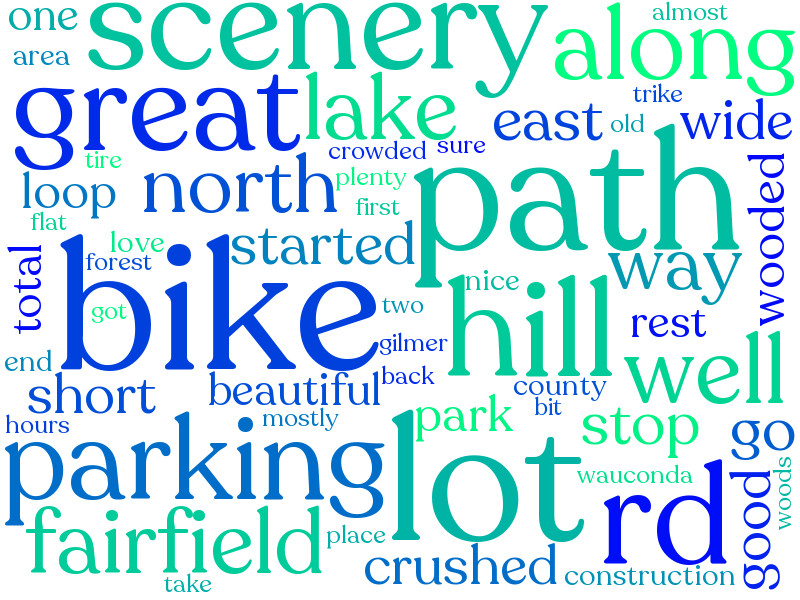 one
scenery
almost
along
area
great
lake
trike
east
old
wide
tire
crowded
sure
loop
north
plenty
path
wooded
flat
first
love
started
way
total
forest
bike
nice
hill
got
two
rest
gilmer
well
end
short
beautiful
back
county
bit
hours
mostly
park
stop
go
parking
lot
wauconda
rd
good
woods
fairfield
place
crushed
construction
take